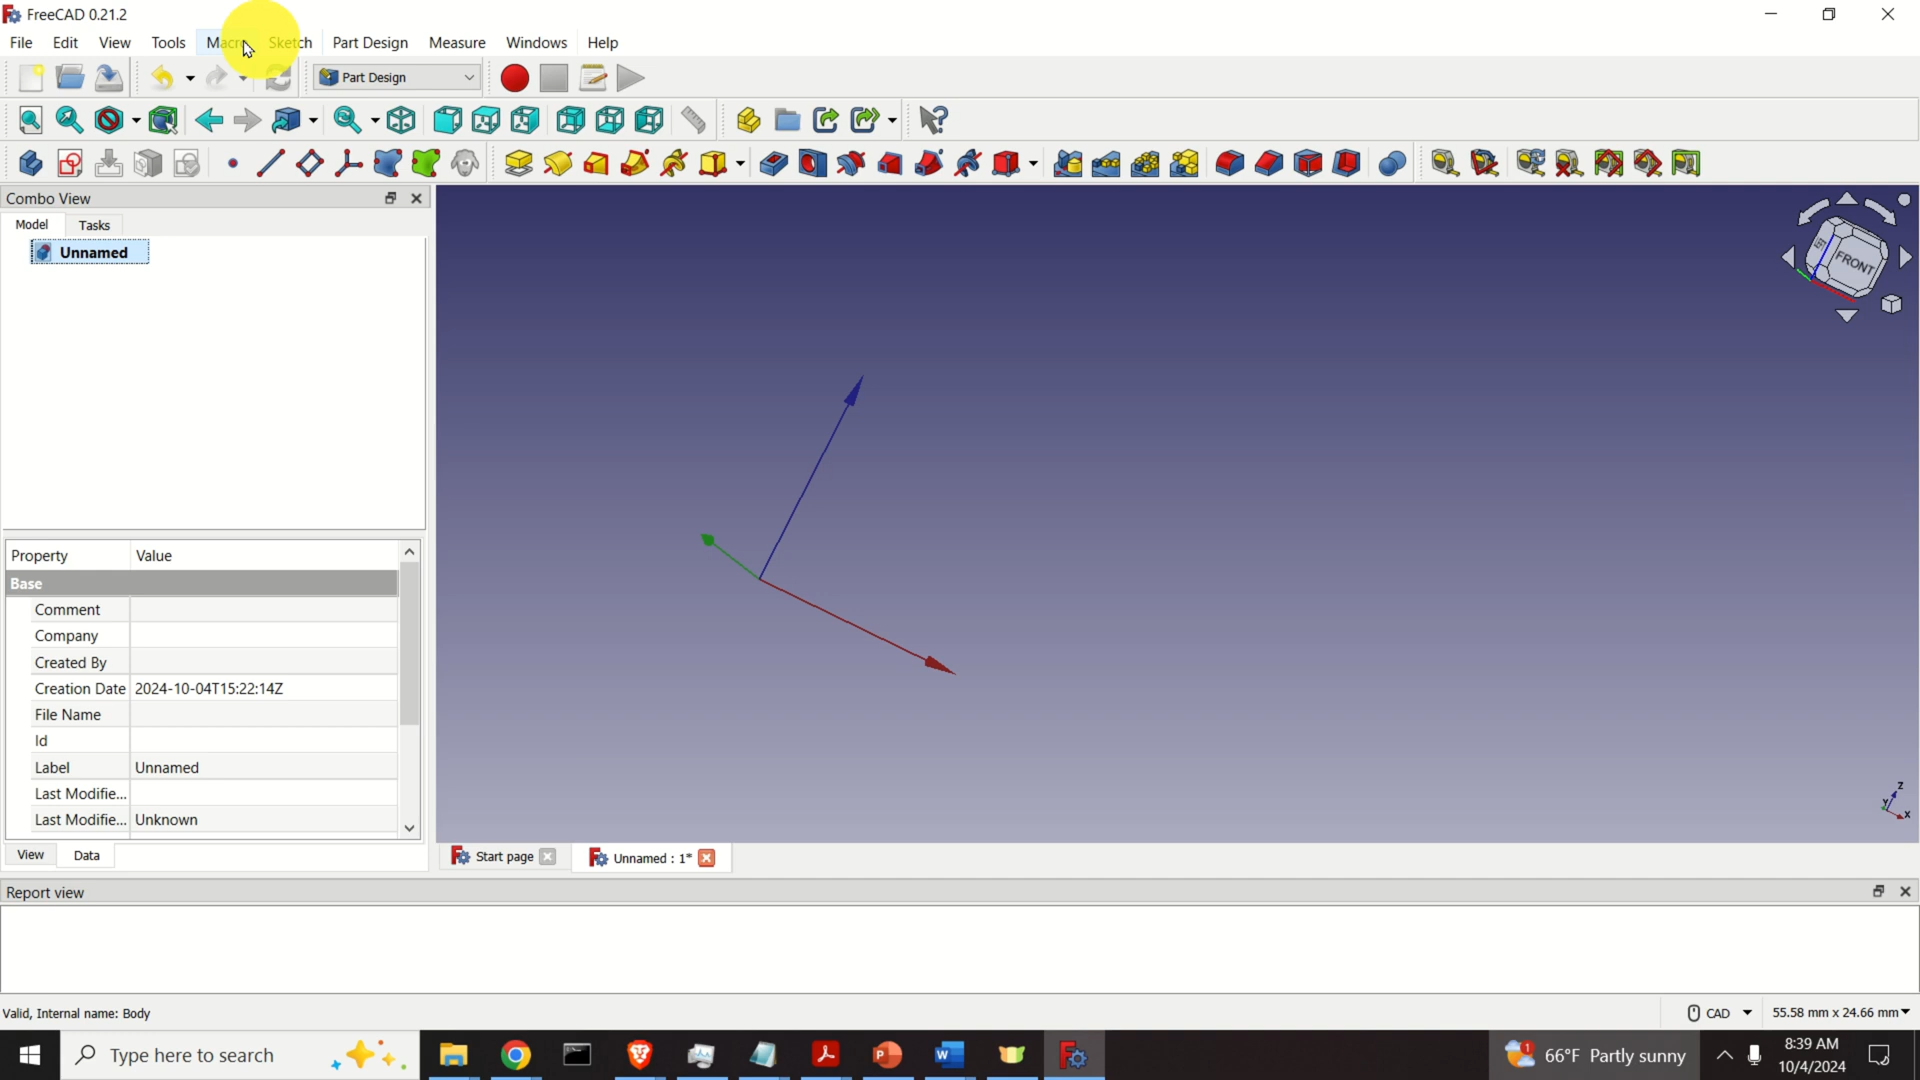 FreeCAD 0.21.2
File Edit View Tools Macro Sketch Part Design Measure Windows Help
Part Design
Combo View
Model Tasks
Unnamed
FRONT
Property Value
Base
Comment
Company
Created By
Creation Date 2024-10-04T15:22:14Z
File Name
Id
Label Unnamed
Last Modifie...
Last Modifie... Unknown
Z
Y
X
View Data
Start page
Unnamed : 1*
Report view
Valid, Internal name: Body
CAD
55.58 mm x 24.66 mm
Type here to search
1
66°F Partly sunny
8:39 AM
10/4/2024